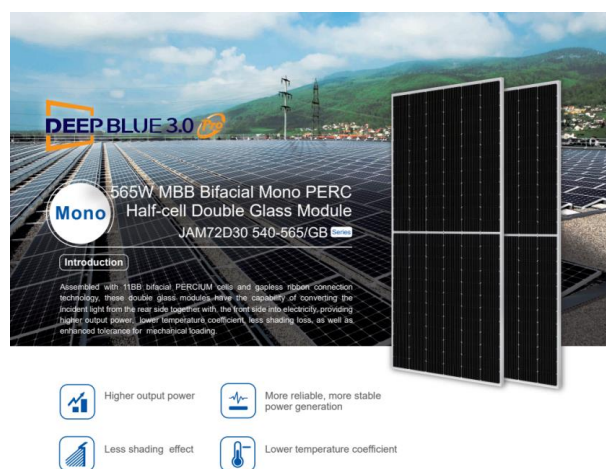 DEEP BLUE 3.0 Pro
565W MBB Bifacial Mono PERC
Mono
Half-cell Double Glass Module
JAM72D30 540-565/GB Series
Introduction
Assembled with 11BB bifacial PERCIUM cells and gapless ribbon connection
technology, these double glass modules have the capability of converting the
incident light from the rear side together with, the front side into electricity, providing
higher output power, lower temperature coefficient, less shading loss, as well as
enhanced tolerance for mechanical loading.
Higher output power
More reliable, more stable
power generation
Less shading effect
Lower temperature coefficient